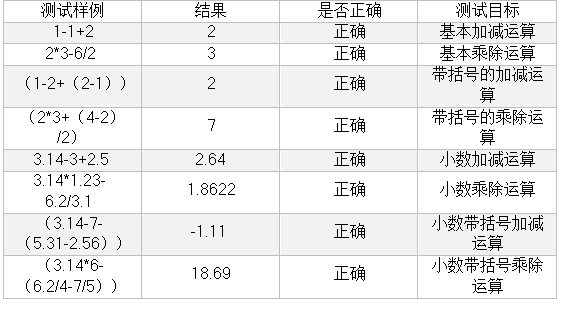 测试样例 结果 是否正确 测试目标
1-1+2 2 正确 基本加减运算
2*3-6/2 3 正确 基本乘除运算
（1-2+（2-1）） 2 正确 带括号的加减运
算
（2*3+（4-2）
/2） 7 正确 带括号的乘除运
算
3.14-3+2.5 2.64 正确 小数加减运算
3.14*1.23-
6.2/3.1 1.8622 正确 小数乘除运算
（3.14-7-
（5.31-2.56）） -1.11 正确 小数带括号加减
运算
（3.14*6-
（6.2/4-7/5）） 18.69 正确 小数带括号乘除
运算